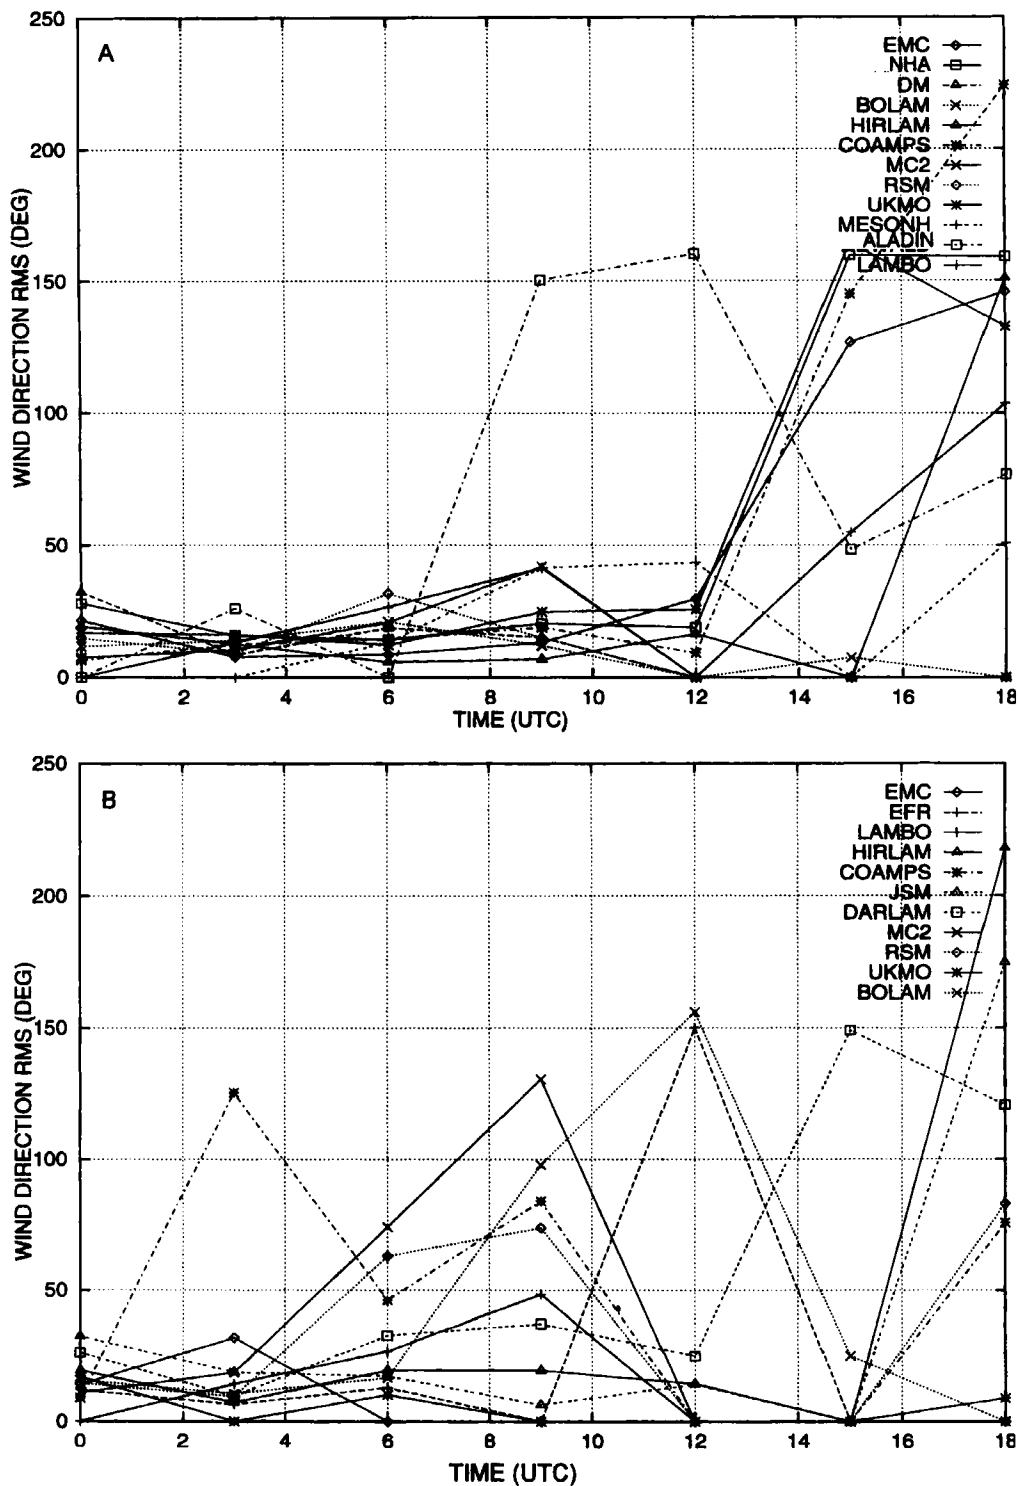 250
A
EMC
NHA
DM
BOLAM
200
HIRLAM
COAMPS
MC2
RSM
UKMO
MESONH
ALADIN
LAMBO
150
100
50
0
0 2 4 6 8 10 12 14 16 18
TIME (UTC)
WIND DIRECTION RMS (DEG)
250
B
EMC
EFR
LAMBO
HIRLAM
COAMPS
JSM
200
DARLAM
MC2
RSM
UKMO
BOLAM
150
100
50
0
0 2 4 6 8 10 12 14 16 18
TIME (UTC)
WIND DIRECTION RMS (DEG)